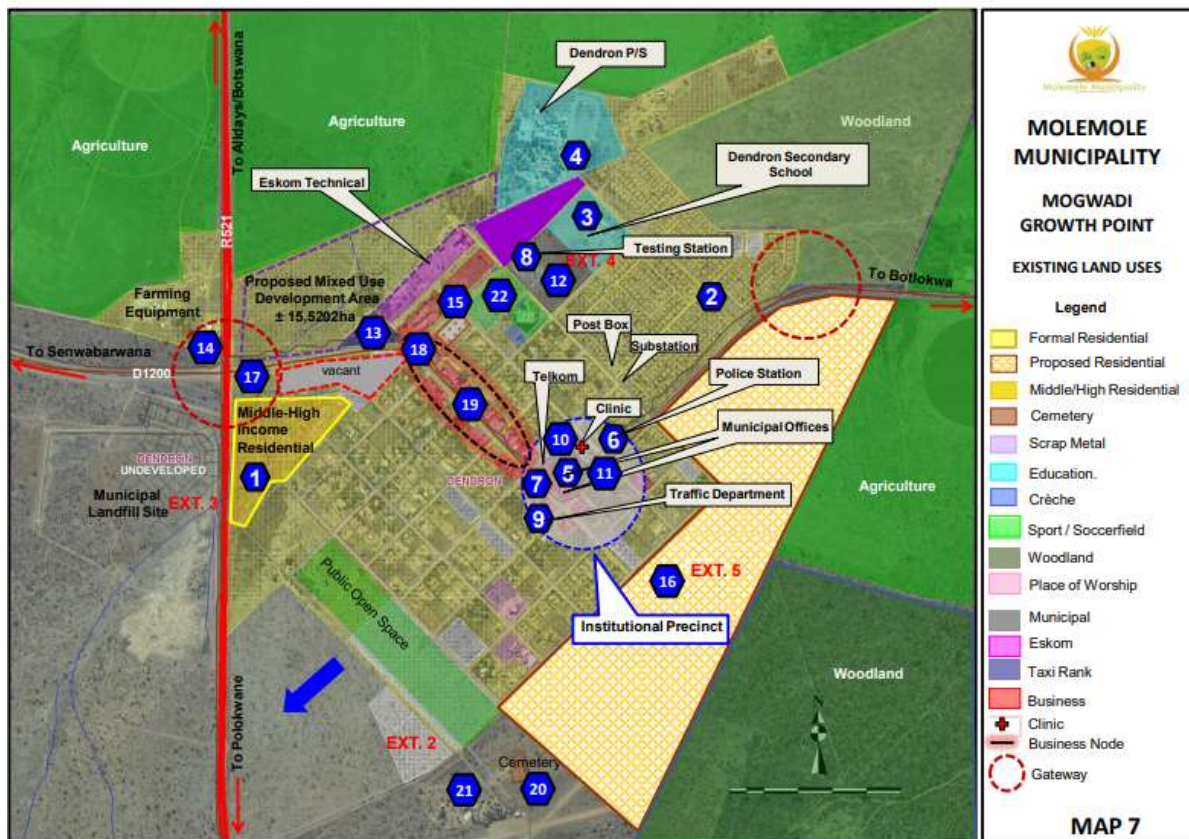 Dendron P/S
To Alldays/Botswana
Agriculture
Agriculture
Woodland
4
Dendron Secondary
School
Eskom Technical
3
R521
8
Testing Station
EXT. 4
12
To Botlokwa
Proposed Mixed Use
Development Area
± 15,5202ha
22
2
15
Farming
Equipment
Post Box
Substation
13
14
18
To Senwabarwana
D1200
17
vacant
Telkom
Police Station
Clinic
19
Middle-High
Income
Residential
10
6
Municipal Offices
DENDRON
UNDEVELOPED
1
DENDRON
5
11
7
Agriculture
Municipal
Landfill Site
EXT. 3
9
Traffic Department
Public Open Space
16
EXT. 5
Institutional Precinct
Woodland
To Polokwane
N
EXT. 2
Cemetery
21
20
Molemole Municipality
MOLEMOLE
MUNICIPALITY
MOGWADI
GROWTH POINT
EXISTING LAND USES
Legend
Formal Residential
Proposed Residential
Middle/High Residential
Cemetery
Scrap Metal
Education.
Crèche
Sport / Soccerfield
Woodland
Place of Worship
Municipal
Eskom
Taxi Rank
Business
Clinic
Business Node
Gateway
MAP 7